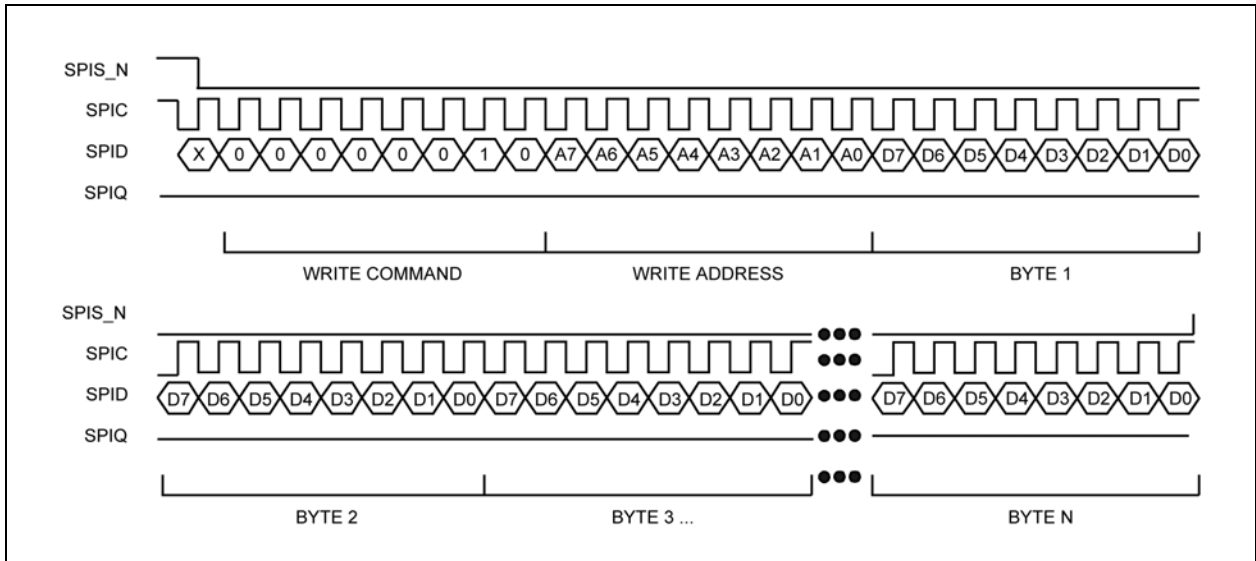 SPIS_N
SPIC
SPID X 0 0 0 0 0 0 1 0 A7 A6 A5 A4 A3 A2 A1 A0 D7 D6 D5 D4 D3 D2 D1 D0
SPIQ
WRITE COMMAND WRITE ADDRESS BYTE 1
SPIS_N
SPIC
SPID D7 D6 D5 D4 D3 D2 D1 D0 D7 D6 D5 D4 D3 D2 D1 D0 D7 D6 D5 D4 D3 D2 D1 D0
SPIQ
BYTE 2 BYTE 3 ... BYTE N